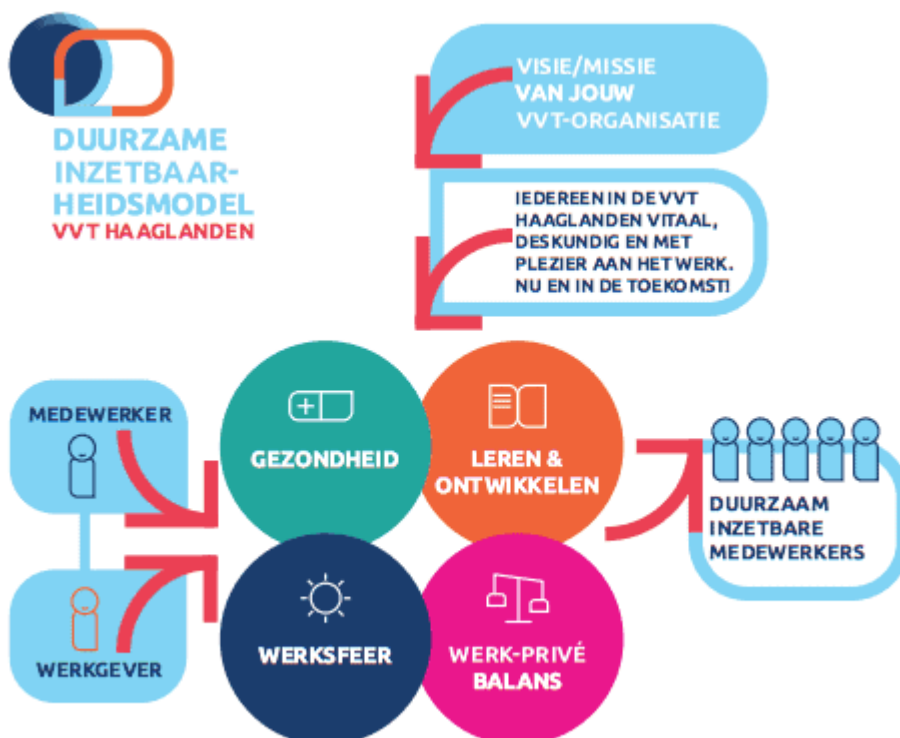 DUURZAME
INZETBAAR-
HEIDSMODEL
VVT HAAGLANDEN
VISIE/MISSIE
VAN JOUW
VVT-ORGANISATIE
IEDEREEN IN DE VVT
HAAGLANDEN VITAAL,
DESKUNDIG EN MET
PLEZIER AAN HET WERK.
NU EN IN DE TOEKOMST!
MEDEWERKER
WERKGEVER
GEZONDHEID
LEREN &
ONTWIKKELEN
WERKSFEER
WERK-PRIVÉ
BALANS
DUURZAAM
INZETBARE
MEDEWERKERS